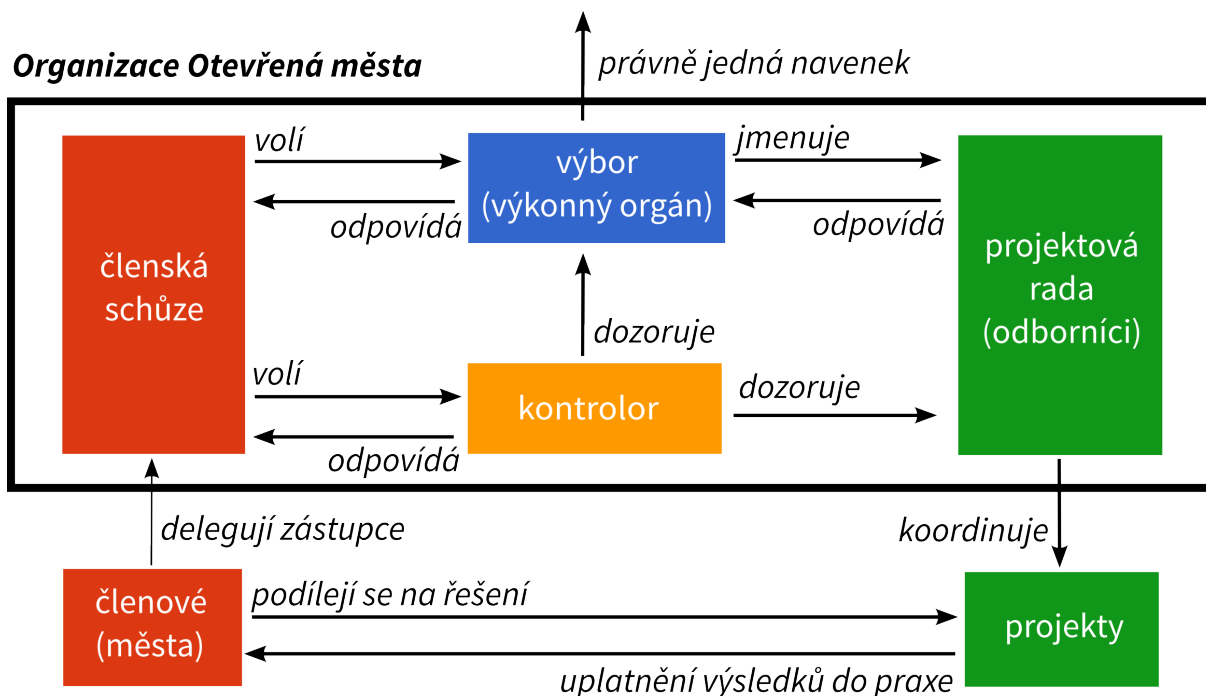 právně jedná navenek
Organizace Otevřená města
volí
odpovídá
výbor
(výkonný orgán)
jmenuje
odpovídá
členská
schůze
projektová
rada
(odborníci)
dozoruje
volí
odpovídá
kontrolor
dozoruje
delegují zástupce
koordinuje
členové
(města)
podílejí se na řešení
projekty
uplatnění výsledků do praxe